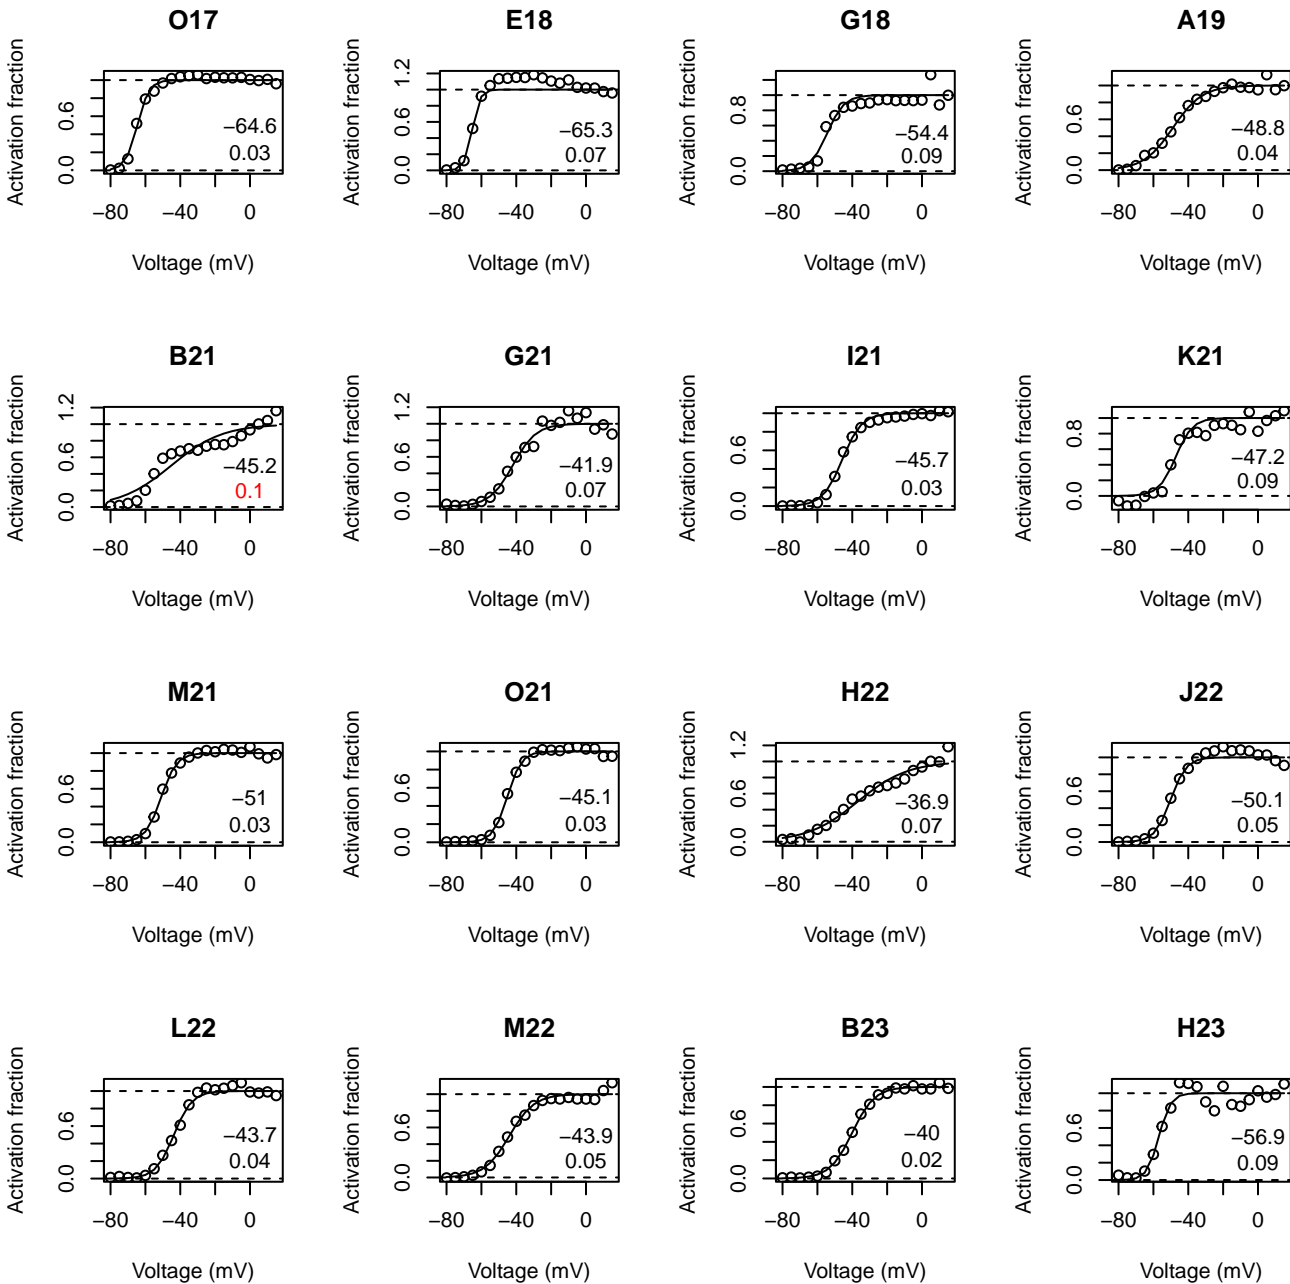 O17 E18 G18 A19
Activation fraction Activation fraction Activation fraction Activation fraction
0.0 0.6 0.0 0.6 1.2 0.0 0.8 0.0 0.6
−64.6 −65.3 −54.4 −48.8
0.03 0.07 0.09 0.04
−80 −40 0 −80 −40 0 −80 −40 0 −80 −40 0
Voltage (mV) Voltage (mV) Voltage (mV) Voltage (mV)
B21 G21 I21 K21
Activation fraction Activation fraction Activation fraction Activation fraction
0.0 0.6 1.2 0.0 0.6 1.2 0.0 0.6 0.0 0.8
−45.2 −41.9 −45.7 −47.2
0.1 0.07 0.03 0.09
−80 −40 0 −80 −40 0 −80 −40 0 −80 −40 0
Voltage (mV) Voltage (mV) Voltage (mV) Voltage (mV)
M21 O21 H22 J22
Activation fraction Activation fraction Activation fraction Activation fraction
0.0 0.6 0.0 0.6 0.0 0.6 1.2 0.0 0.6
−51 −45.1 −36.9 −50.1
0.03 0.03 0.07 0.05
−80 −40 0 −80 −40 0 −80 −40 0 −80 −40 0
Voltage (mV) Voltage (mV) Voltage (mV) Voltage (mV)
L22 M22 B23 H23
Activation fraction Activation fraction Activation fraction Activation fraction
0.0 0.6 0.0 0.6 0.0 0.6 0.0 0.6
−43.7 −43.9 −40 −56.9
0.04 0.05 0.02 0.09
−80 −40 0 −80 −40 0 −80 −40 0 −80 −40 0
Voltage (mV) Voltage (mV) Voltage (mV) Voltage (mV)